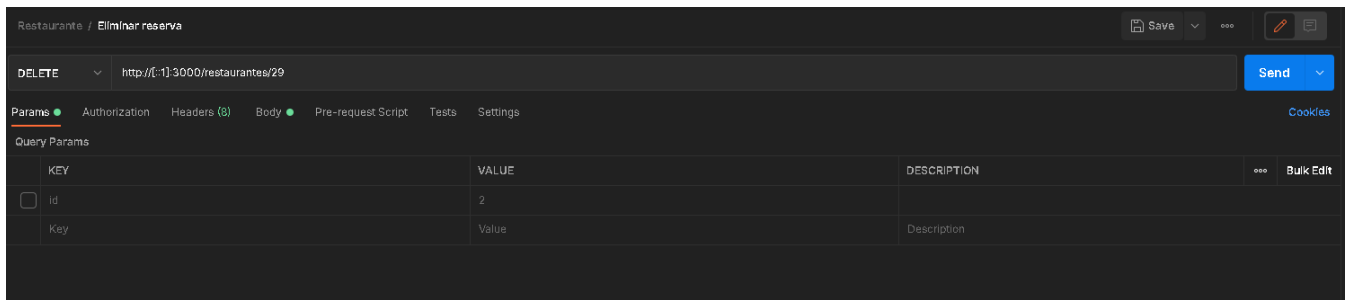 Restaurante / Eliminar reserva
Save
DELETE http://[::1]:3000/restaurantes/29 Send
Params Authorization Headers (8) Body Pre-request Script Tests Settings Cookies
Query Params
KEY VALUE DESCRIPTION Bulk Edit
id 2
Key Value Description